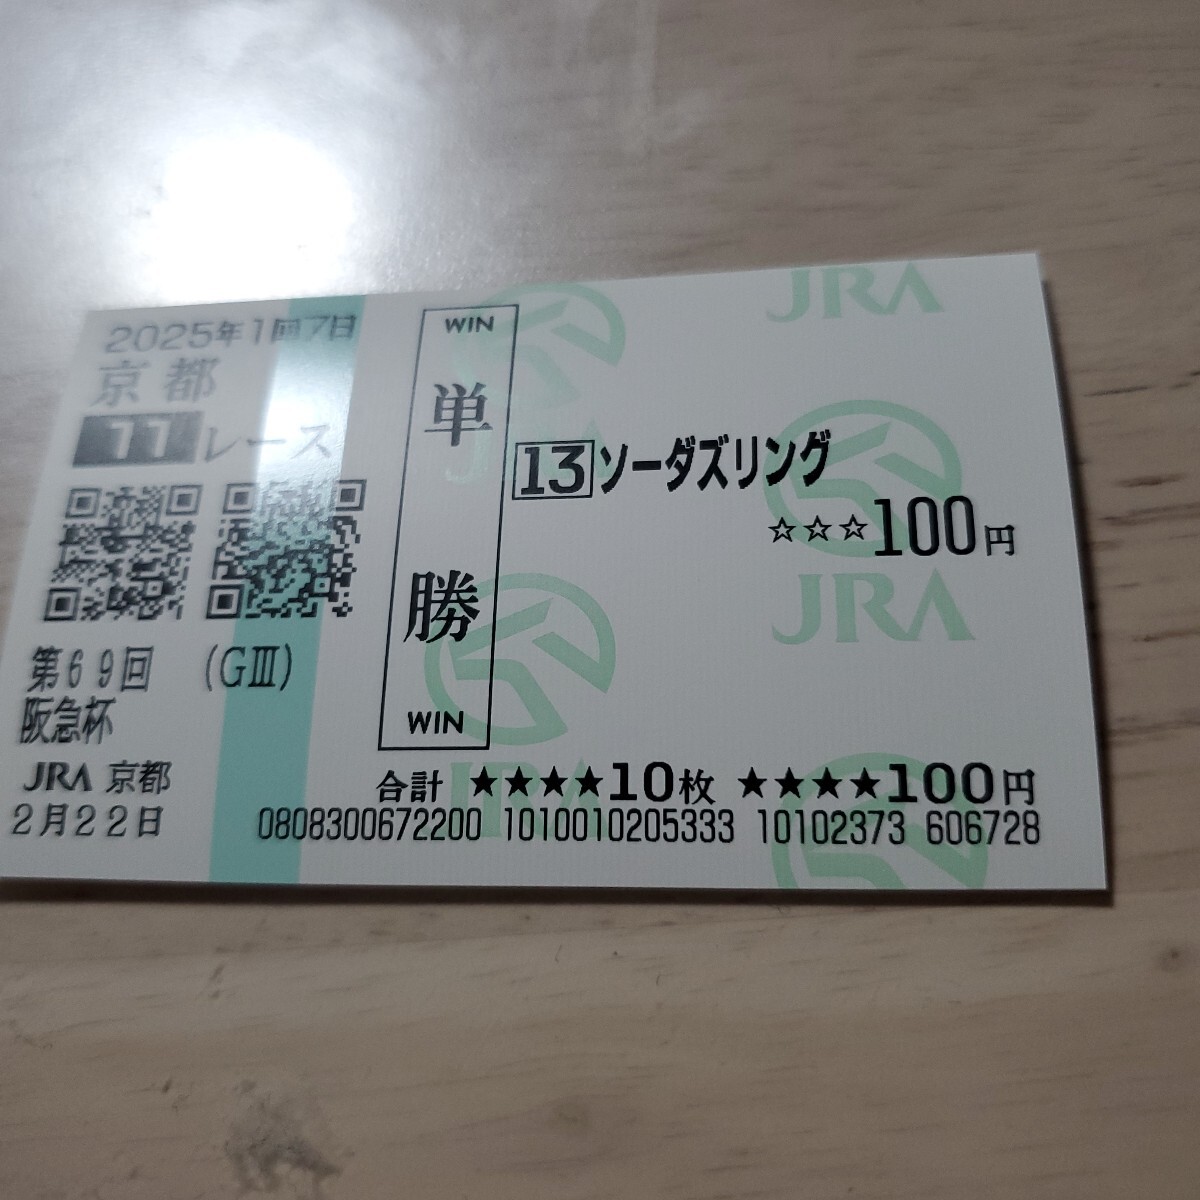 2025年1回7日
京都
11レース
第69回 (GⅢ)
阪急杯
JRA 京都
2月22日
WIN
単勝
WIN
13 ソーダズリング
☆☆☆100円
合計 ★★★★10枚 ★★★★100円
0808300672200 1010010205333 10102373 606728
JRA
JRA
JRA
JRA